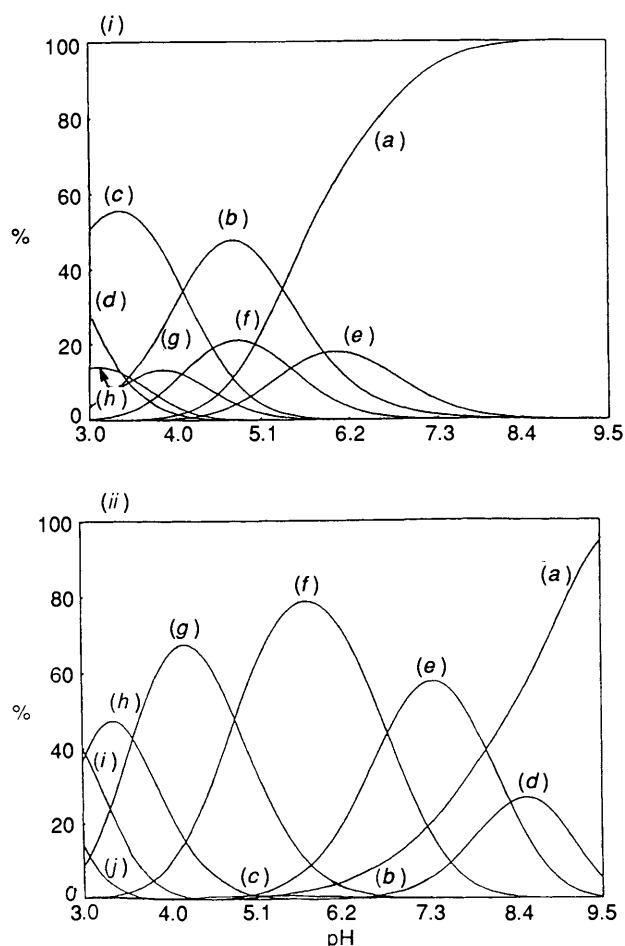 (i)
100
80
60
40
20
0
%
(a)
(b)
(c)
(d)
(e)
(f)
(g)
(h)
3.0 4.0 5.1 6.2 7.3 8.4 9.5
(ii)
100
80
60
40
20
0
%
(a)
(f)
(g)
(e)
(h)
(i)
(d)
(j)
(c)
(b)
3.0 4.0 5.1 6.2 7.3 8.4 9.5
pH